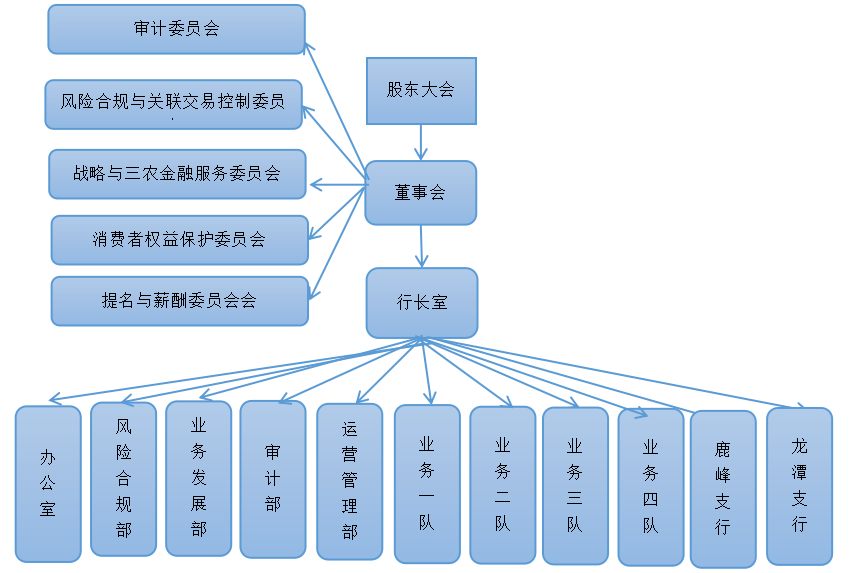 审计委员会
股东大会
风险合规与关联交易控制委员
战略与三农金融服务委员会
董事会
消费者权益保护委员会
提名与薪酬委员会会
行长室
办公室
风险合规部
业务发展部
审计部
运营管理部
业务一队
业务二队
业务三队
业务四队
鹿峰支行
龙潭支行